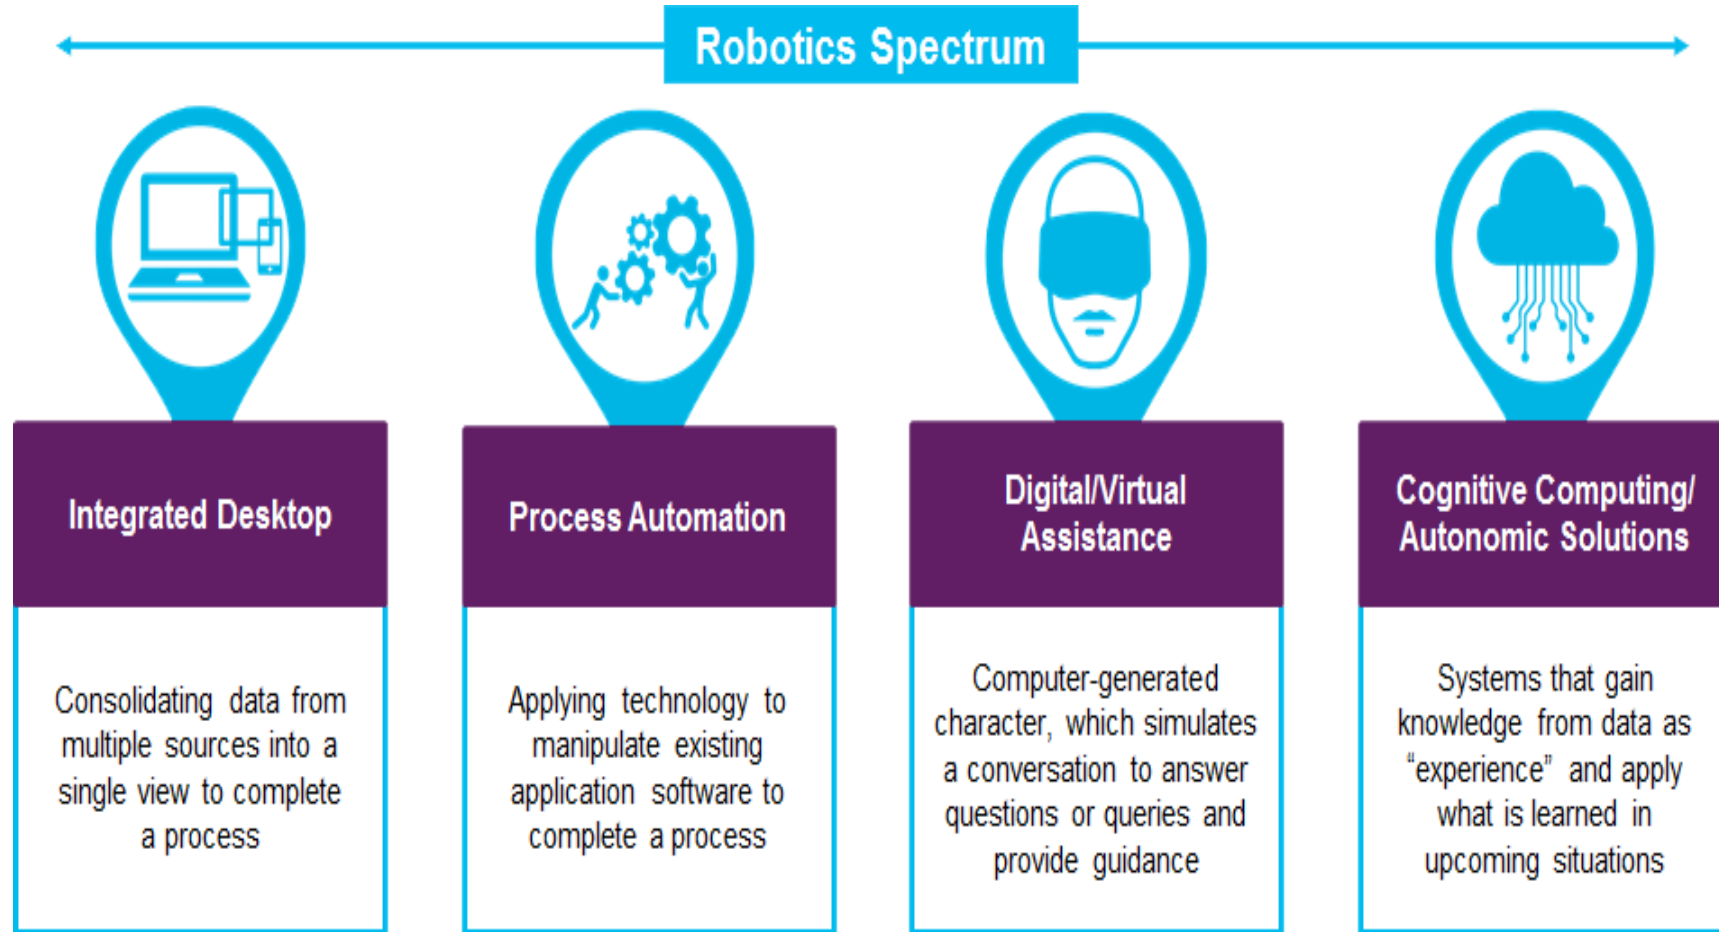 Robotics Spectrum
Integrated Desktop
Consolidating data from
multiple sources into a
single view to complete
a process
Process Automation
Applying technology to
manipulate existing
application software to
complete a process
Digital/Virtual
Assistance
Computer-generated
character, which simulates
a conversation to answer
questions or queries and
provide guidance
Cognitive Computing/
Autonomic Solutions
Systems that gain
knowledge from data as
“experience” and apply
what is learned in
upcoming situations